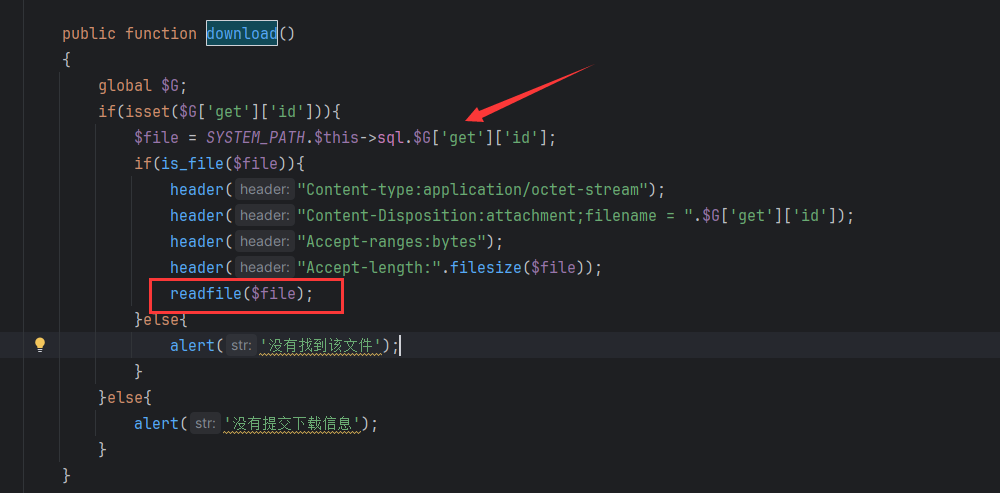 public function download()
{
global $G;
if(isset($G['get']['id'])){
$file = SYSTEM_PATH.$this->sql.$G['get']['id'];
if(is_file($file)){
header( header: "Content-type:application/octet-stream");
header( header: "Content-Disposition:attachment;filename = ".$G['get']['id']);
header( header: "Accept-ranges:bytes");
header( header: "Accept-length:".filesize($file));
readfile($file);
}else{
alert( str: '没有找到该文件');
}
}else{
alert( str: '没有提交下载信息');
}
}